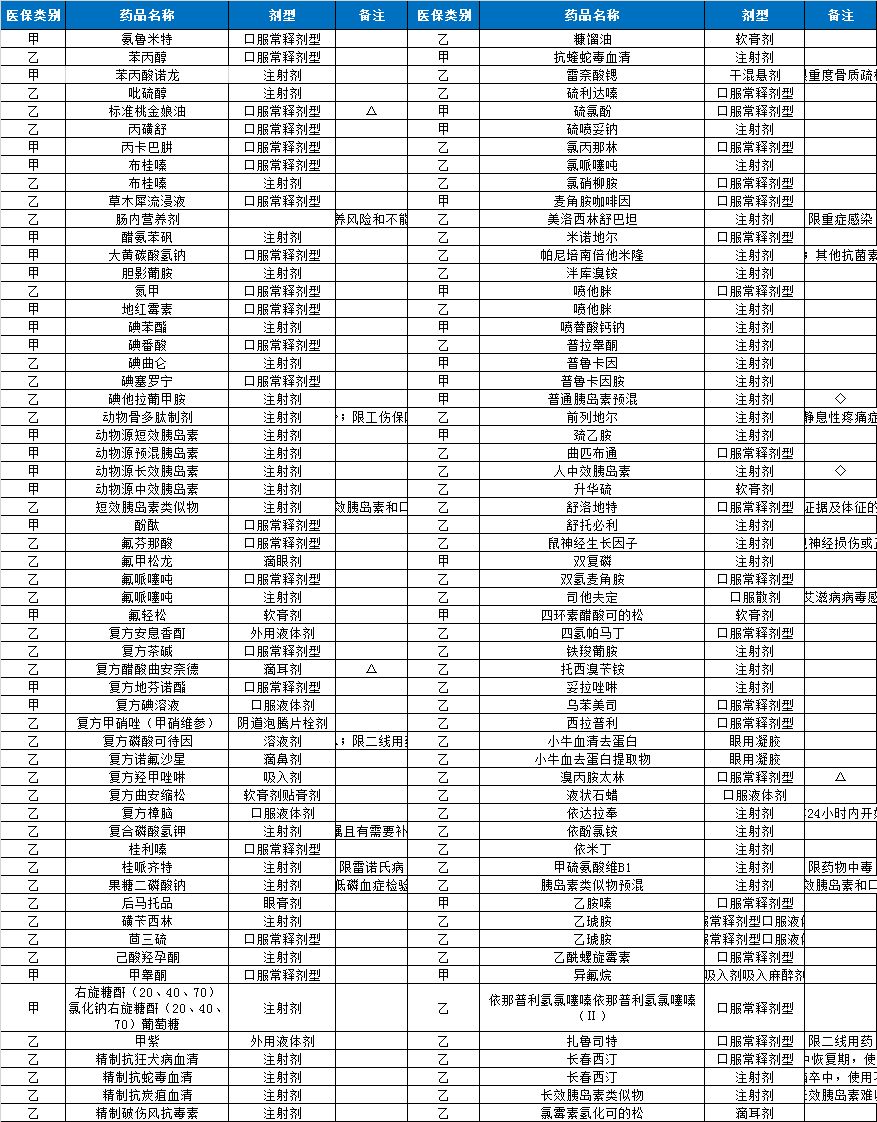 医保类别 药品名称 剂型 备注 医保类别 药品名称 剂型 备注
甲 氨鲁米特 口服常释剂型 乙 糠馏油 软膏剂
乙 苯丙醇 口服常释剂型 甲 抗蝰蛇毒血清 注射剂
甲 苯丙酸诺龙 注射剂 乙 雷奈酸锶 干混悬剂 重度骨质疏
乙 吡硫醇 注射剂 乙 硫利达嗪 口服常释剂型
乙 标准桃金娘油 口服常释剂型 △ 甲 硫氯酚 口服常释剂型
乙 丙磺舒 口服常释剂型 甲 硫喷妥钠 注射剂
甲 丙卡巴肼 口服常释剂型 乙 氯丙那林 口服常释剂型
甲 布桂嗪 口服常释剂型 乙 氯哌噻吨 注射剂
乙 布桂嗪 注射剂 乙 氯硝柳胺 口服常释剂型
乙 草木犀流浸液 口服常释剂型 甲 麦角胺咖啡因 口服常释剂型
乙 肠内营养剂 养风险和不能 乙 美洛西林舒巴坦 注射剂 限重症感染
甲 醋氨苯砜 注射剂 乙 米诺地尔 口服常释剂型
甲 大黄碳酸氢钠 口服常释剂型 乙 帕尼培南倍他米隆 注射剂 ；其他抗菌素
甲 胆影葡胺 注射剂 乙 泮库溴铵 注射剂
乙 氮甲 口服常释剂型 甲 喷他脒 口服常释剂型
甲 地红霉素 口服常释剂型 乙 喷他脒 注射剂
甲 碘苯酯 注射剂 甲 喷替酸钙钠 注射剂
甲 碘番酸 口服常释剂型 乙 普拉睾酮 注射剂
乙 碘曲仑 注射剂 甲 普鲁卡因 注射剂
乙 碘塞罗宁 口服常释剂型 甲 普鲁卡因胺 注射剂
乙 碘他拉葡甲胺 注射剂 甲 普通胰岛素预混 注射剂 ◇
乙 动物骨多肽制剂 注射剂 ；限工伤保 乙 前列地尔 注射剂 静息性疼痛症
甲 动物源短效胰岛素 注射剂 甲 巯乙胺 注射剂
甲 动物源预混胰岛素 注射剂 乙 曲匹布通 口服常释剂型
甲 动物源长效胰岛素 注射剂 乙 人中效胰岛素 注射剂 ◇
甲 动物源中效胰岛素 注射剂 乙 升华硫 软膏剂
乙 短效胰岛素类似物 注射剂 效胰岛素和口 乙 舒洛地特 口服常释剂型 证据及体征的
甲 酚酞 口服常释剂型 乙 舒托必利 注射剂
乙 氟芬那酸 口服常释剂型 乙 鼠神经生长因子 注射剂 神经损伤或
乙 氟甲松龙 滴眼剂 甲 双复磷 注射剂
乙 氟哌噻吨 口服常释剂型 乙 双氢麦角胺 口服常释剂型
乙 氟哌噻吨 注射剂 乙 司他夫定 口服散剂 艾滋病病毒感
甲 氟轻松 软膏剂 甲 四环素醋酸可的松 软膏剂
乙 复方安息香酊 外用液体剂 乙 四氢帕马丁 口服常释剂型
乙 复方茶碱 口服常释剂型 乙 铁羧葡胺 注射剂
乙 复方醋酸曲安奈德 滴耳剂 △ 乙 托西溴苄铵 注射剂
甲 复方地芬诺酯 口服常释剂型 乙 妥拉唑啉 注射剂
甲 复方碘溶液 口服液体剂 乙 乌苯美司 口服常释剂型
乙 复方甲硝唑（甲硝维参） 阴道泡腾片栓剂 乙 西拉普利 口服常释剂型
乙 复方磷酸可待因 溶液剂 ；限二线用 乙 小牛血清去蛋白 眼用凝胶
乙 复方诺氟沙星 滴鼻剂 乙 小牛血去蛋白提取物 眼用凝胶
乙 复方羟甲唑啉 吸入剂 乙 溴丙胺太林 口服常释剂型 △
乙 复方曲安缩松 软膏剂贴膏剂 乙 液状石蜡 口服液体剂
乙 复方樟脑 口服液体剂 乙 依达拉奉 注射剂 24小时内开
乙 复合磷酸氢钾 注射剂 且有需要补 乙 依酚氯铵 注射剂
乙 桂利嗪 口服常释剂型 乙 依米丁 注射剂
乙 桂哌齐特 注射剂 限雷诺氏病 乙 甲硫氨酸维B1 注射剂 限药物中毒
乙 果糖二磷酸钠 注射剂 低磷血症检验 乙 胰岛素类似物预混 注射剂 效胰岛素和口
乙 后马托品 眼膏剂 甲 乙胺嗪 口服常释剂型
乙 磺苄西林 注射剂 乙 乙琥胺 常释剂型口服液
乙 茴三硫 口服常释剂型 乙 乙琥胺 常释剂型口服液
乙 己酸羟孕酮 注射剂 乙 乙酰螺旋霉素 口服常释剂型
甲 甲睾酮 口服常释剂型 甲 异氟烷 吸入剂吸入麻醉剂
甲 右旋糖酐（20、40、70）
氯化钠右旋糖酐（20、40、
70）葡萄糖 注射剂 乙 依那普利氢氯噻嗪依那普利氢氯噻嗪
（II） 口服常释剂型
乙 甲紫 外用液体剂 乙 扎鲁司特 口服常释剂型 限二线用药
乙 精制抗狂犬病血清 注射剂 乙 长春西汀 口服常释剂型 恢复期，使
乙 精制抗蛇毒血清 注射剂 乙 长春西汀 注射剂 卒中，使用
乙 精制抗炭疽血清 注射剂 乙 长效胰岛素类似物 注射剂 效胰岛素难
乙 精制破伤风抗毒素 注射剂 乙 氯霉素氢化可的松 滴耳剂